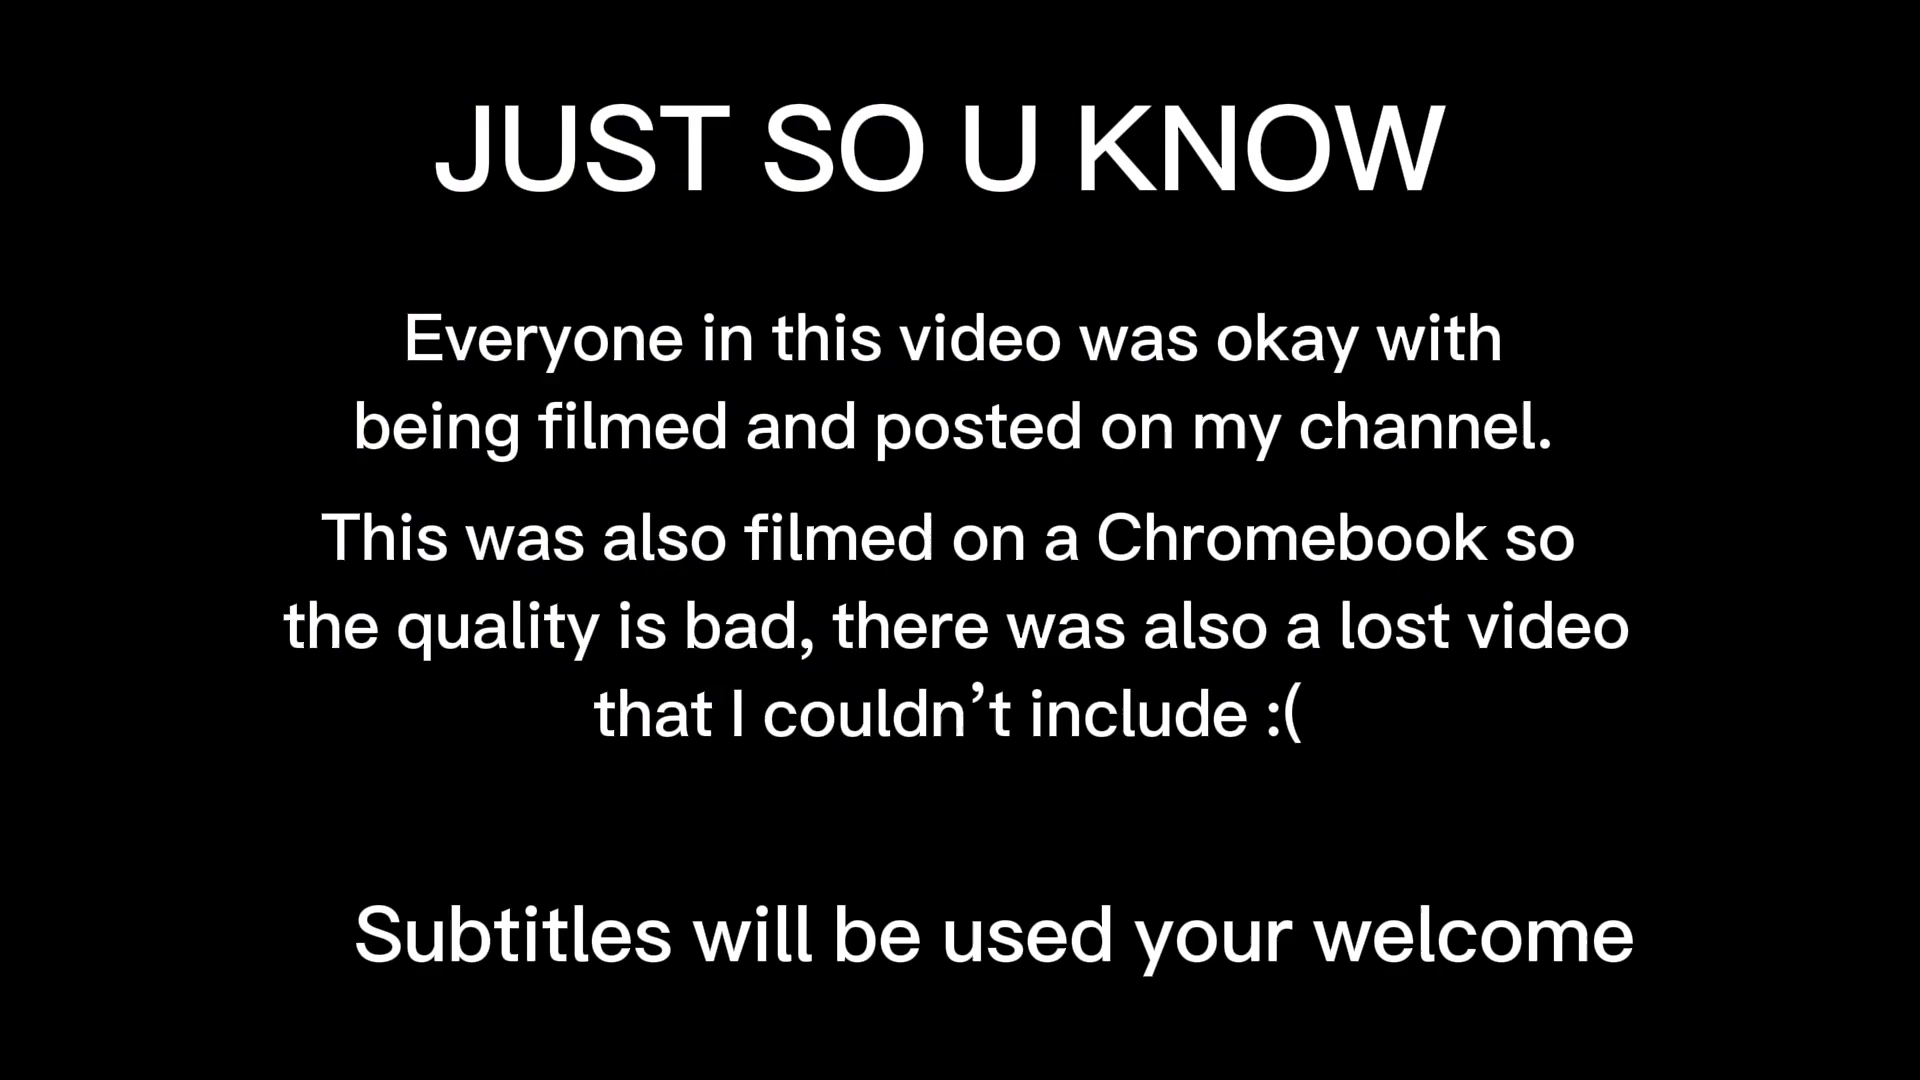 JUST SO U KNOW
Everyone in this video was okay with
being filmed and posted on my channel.
This was also filmed on a Chromebook so
the quality is bad, there was also a lost video
that I couldn’t include :(
Subtitles will be used your welcome